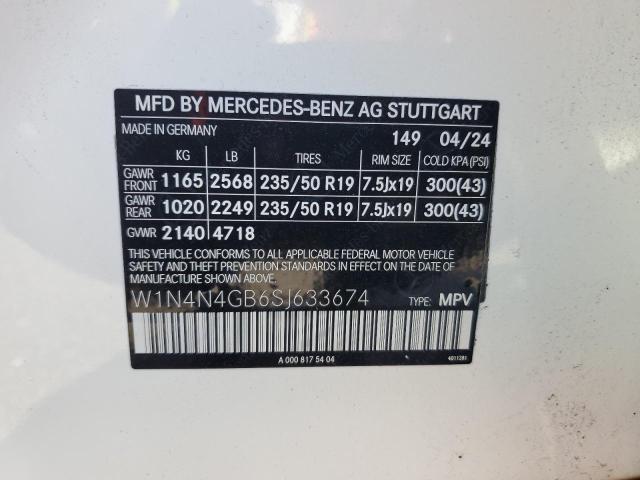 MFD BY MERCEDES-BENZ AG STUTTGART
MADE IN GERMANY 149 04/24
KG LB TIRES RIM SIZE COLD KPA (PSI)
GAWR FRONT 1165 2568 235/50 R19 7.5Jx19 300(43)
GAWR REAR 1020 2249 235/50 R19 7.5Jx19 300(43)
GVWR 2140 4718
THIS VEHICLE CONFORMS TO ALL APPLICABLE FEDERAL MOTOR VEHICLE
SAFETY AND THEFT PREVENTION STANDARDS IN EFFECT ON THE DATE OF
MANUFACTURE SHOWN ABOVE.
W1N4N4GB6SJ633674 TYPE: MPV
A 000 817 54 04